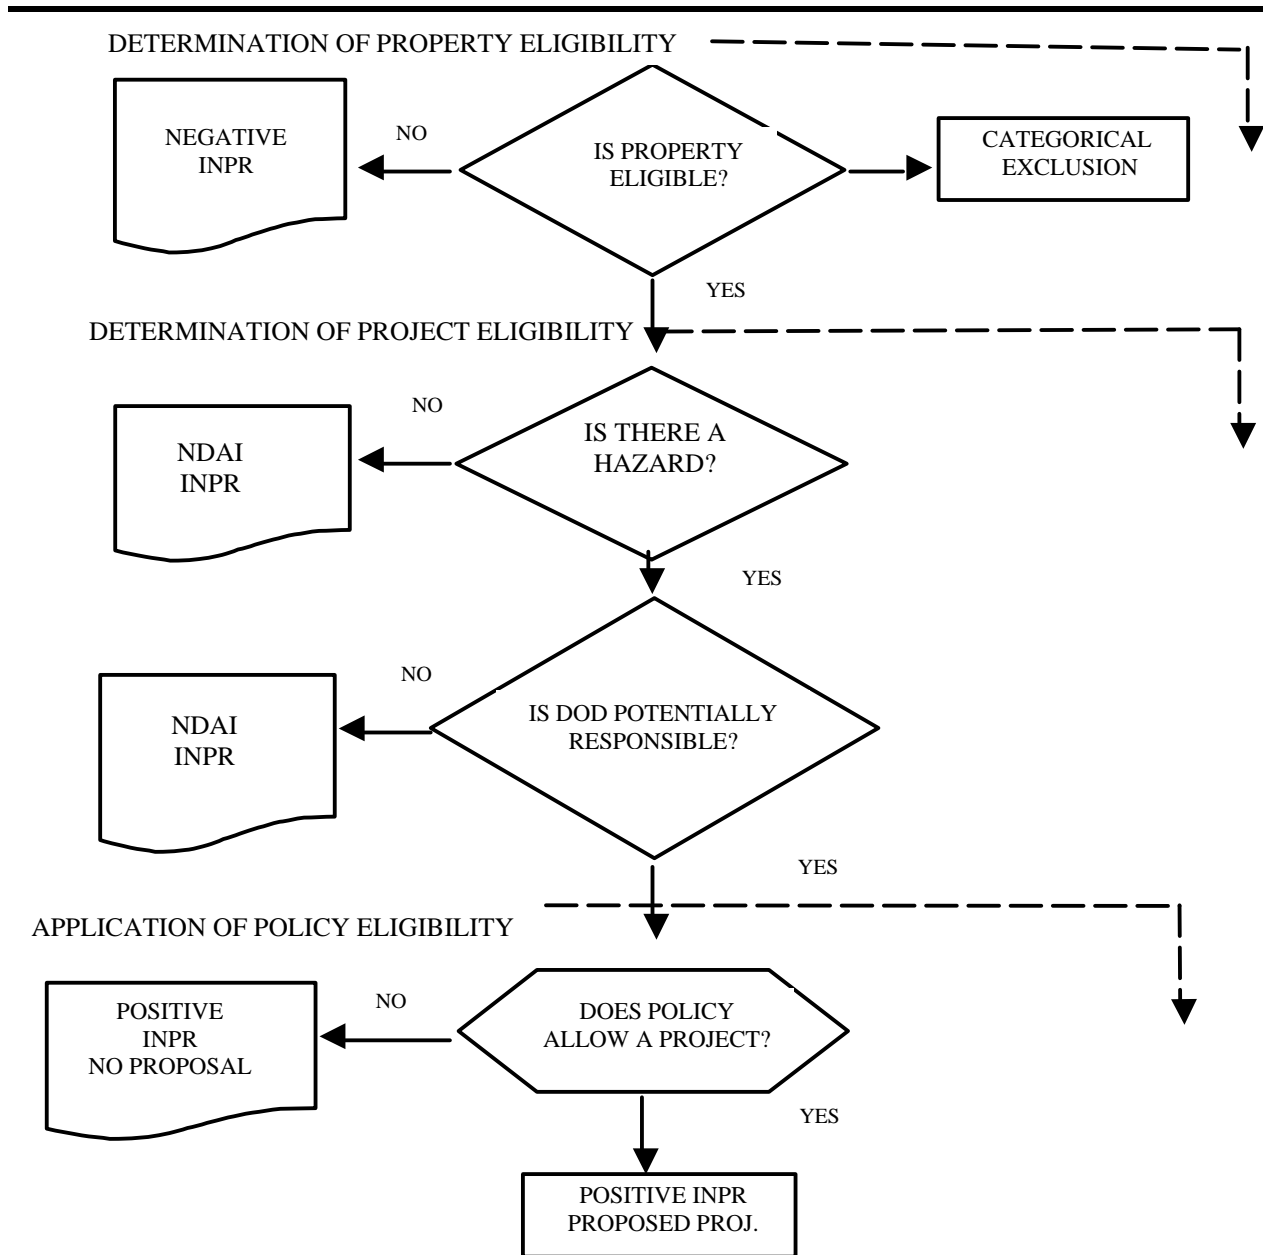 DETERMINATION OF PROPERTY ELIGIBILITY
NEGATIVE
INPR
NO
IS PROPERTY
ELIGIBLE?
CATEGORICAL
EXCLUSION
YES
DETERMINATION OF PROJECT ELIGIBILITY
NDAI
INPR
NO
IS THERE A
HAZARD?
YES
NDAI
INPR
NO
IS DOD POTENTIALLY
RESPONSIBLE?
YES
APPLICATION OF POLICY ELIGIBILITY
POSITIVE
INPR
NO PROPOSAL
NO
DOES POLICY
ALLOW A PROJECT?
YES
POSITIVE INPR
PROPOSED PROJ.